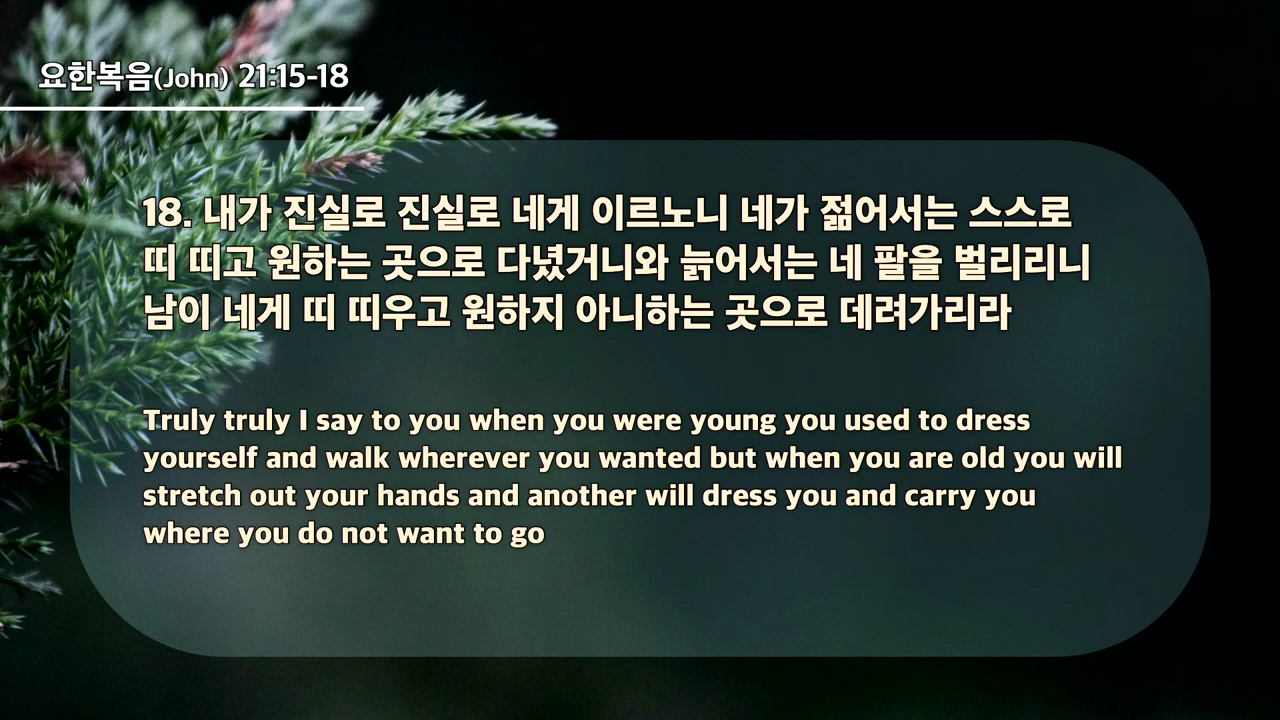 요한복음(John) 21:15-18
18. 내가 진실로 진실로 네게 이르노니 네가 젊어서는 스스로
띠 띠고 원하는 곳으로 다녔거니와 늙어서는 네 팔을 벌리리니
남이 네게 띠 띠우고 원하지 아니하는 곳으로 데려가리라
Truly truly I say to you when you were young you used to dress
yourself and walk wherever you wanted but when you are old you will
stretch out your hands and another will dress you and carry you
where you do not want to go